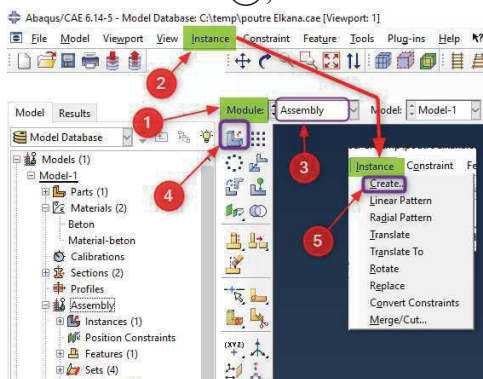 Abaqus/CAE 6.14-5 - Model Database: C:\temp\poutre Elkana.cae [Viewport: 1]
File Model Viewport View Instance Constraint Feature Tools Plug-ins Help
2
Model Results
1 Module: Assembly Model: Model-1
Model Database
3
Models (1)
Model-1
4
Parts (1)
Materials (2)
Beton
Material-beton
Calibrations
Sections (2)
Profiles
Assembly
Instances (1)
Position Constraints
Features (1)
Sets (4)
(XYZ)
Instance Constraint Fe
5
Create...
Linear Pattern
Radial Pattern
Translate
Translate To
Rotate
Replace
Convert Constraints
Merge/Cut...